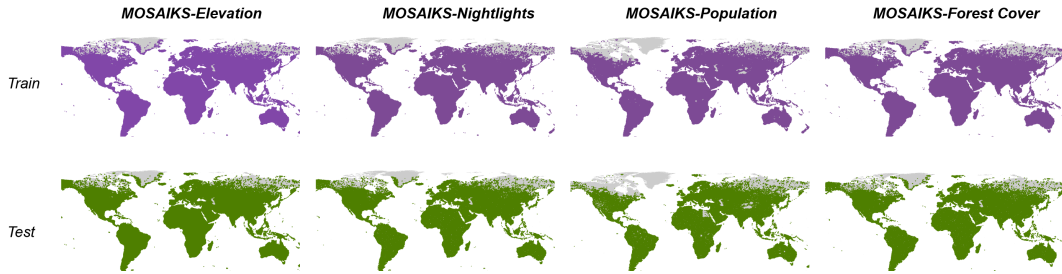 MOSAIKS-Elevation MOSAIKS-Nightlights MOSAIKS-Population MOSAIKS-Forest Cover
Train
Test